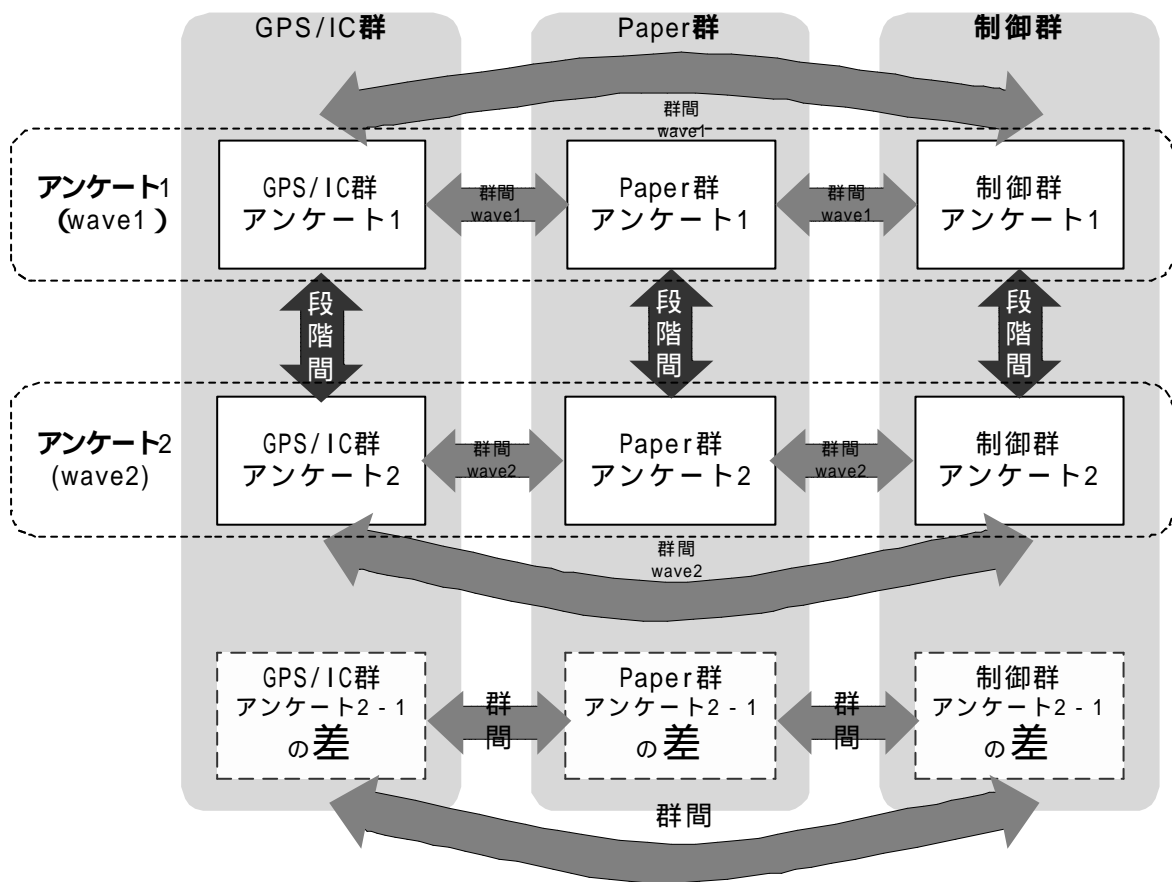 GPS/IC群
Paper群
制御群
群間
wave1
アンケート1
(wave1)
GPS/IC群
アンケート1
群間
wave1
Paper群
アンケート1
群間
wave1
制御群
アンケート1
段階間
段階間
段階間
アンケート2
(wave2)
GPS/IC群
アンケート2
群間
wave2
Paper群
アンケート2
群間
wave2
制御群
アンケート2
群間
wave2
GPS/IC群
アンケート2-1
の差
群間
Paper群
アンケート2-1
の差
群間
制御群
アンケート2-1
の差
群間